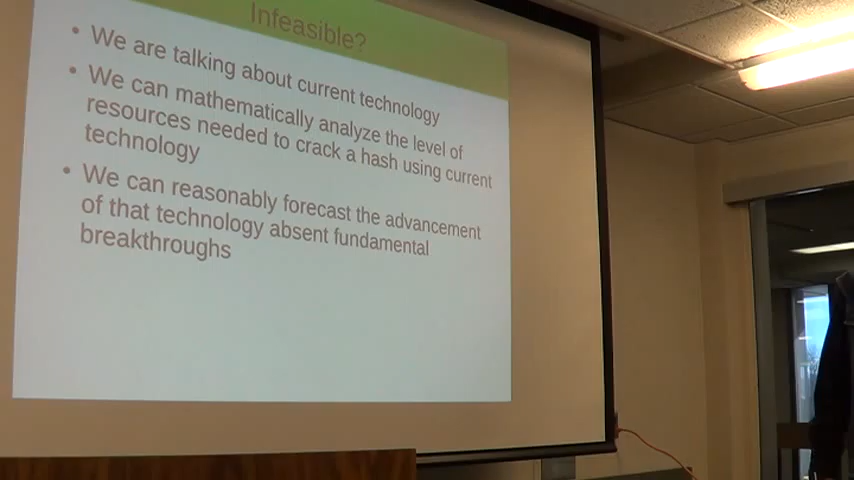 Infeasible?
• We are talking about current technology
• We can mathematically analyze the level of
resources needed to crack a hash using current
technology
• We can reasonably forecast the advancement
of that technology absent fundamental
breakthroughs